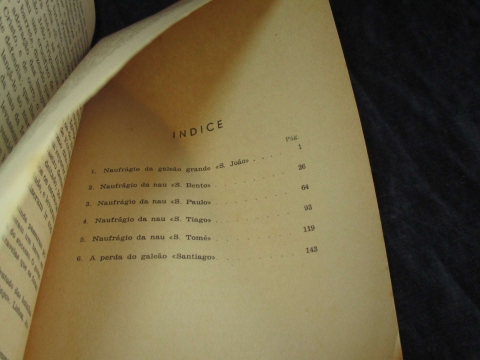 INDICE
Pág.
1. Naufrágio da galeão grande «S. João» . . . . 1
2. Naufrágio da nau «S. Bento» . . . . . . 26
3. Naufrágio da nau «S. Paulo» . . . . . . 64
4. Naufrágio da nau «S. Tiago» . . . . . . 93
5. Naufrágio da nau «S. Tomé» . . . . . . 119
6. A perda do galeão «Santiago» . . . . . . 143